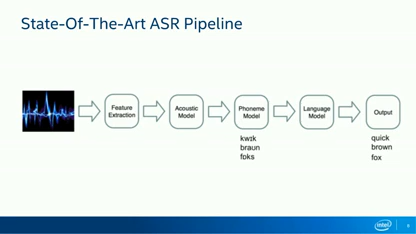 State-Of-The-Art ASR Pipeline
Feature
Extraction
Acoustic
Model
Phoneme
Model
Language
Model
Output
kwɪk
braun
foks
quick
brown
fox
intel